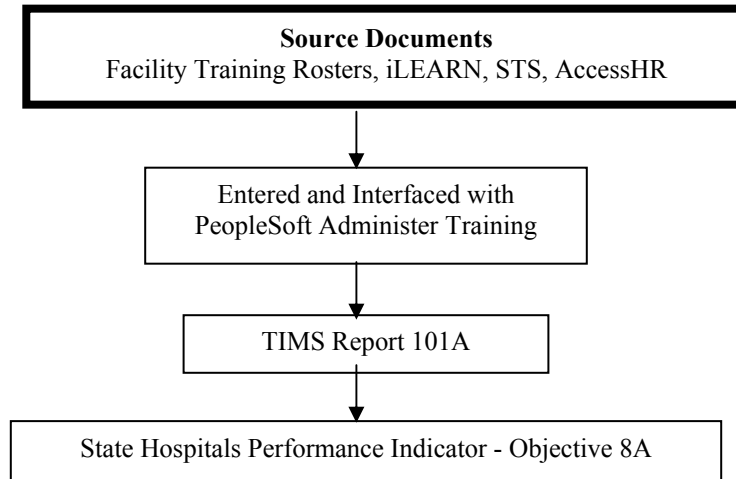 Source Documents
Facility Training Rosters, iLEARN, STS, AccessHR
Entered and Interfaced with
PeopleSoft Administer Training
TIMS Report 101A
State Hospitals Performance Indicator - Objective 8A